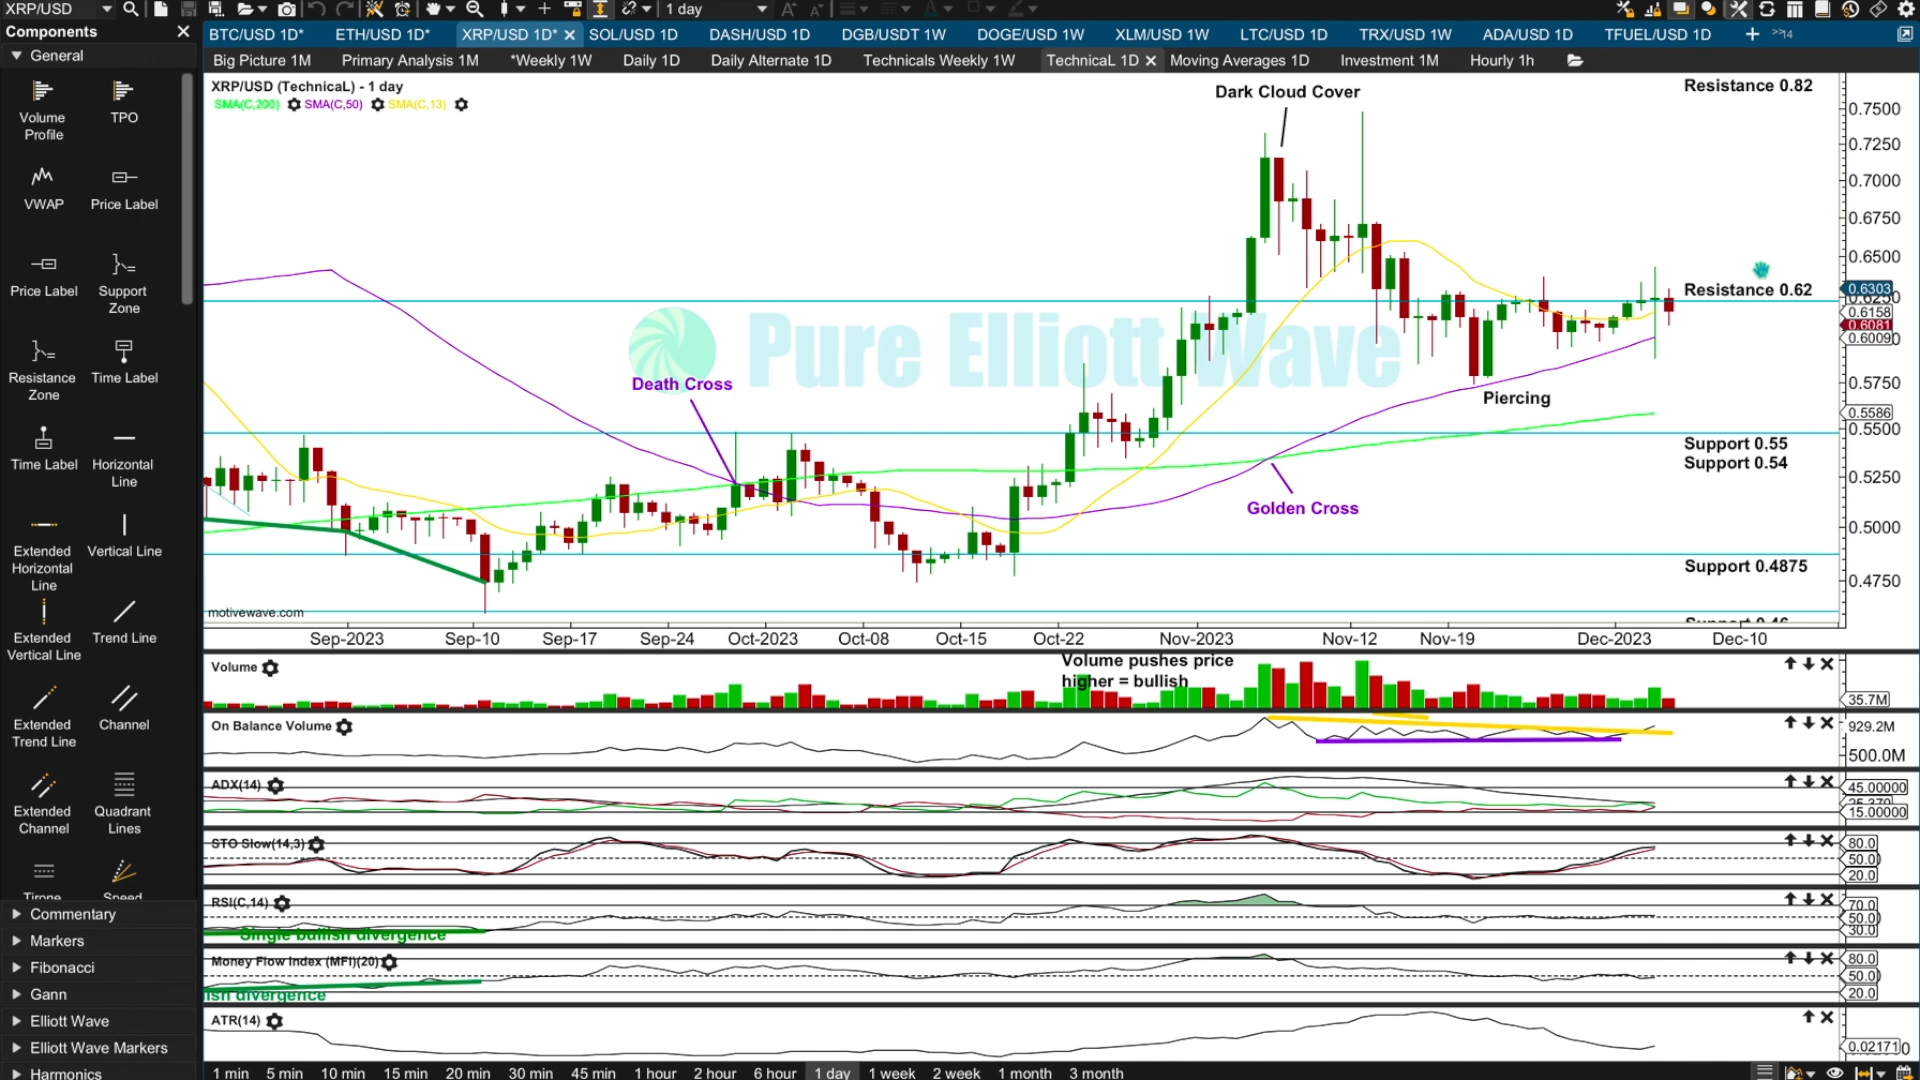 XRP/USD
1 day
Components
General
Volume Profile
TPO
VWAP
Price Label
Price Label
Support Zone
Resistance Zone
Time Label
Time Label
Horizontal Line
Extended Horizontal Line
Vertical Line
Extended Vertical Line
Trend Line
Extended Trend Line
Channel
Extended Channel
Quadrant Lines
Tirone
Speed
Commentary
Markers
Fibonacci
Gann
Elliott Wave
Elliott Wave Markers
Harmonics
BTC/USD 1D* ETH/USD 1D* XRP/USD 1D* SOL/USD 1D DASH/USD 1D DGB/USDT 1W DOGE/USD 1W XLM/USD 1W LTC/USD 1D TRX/USD 1W ADA/USD 1D TFUEL/USD 1D >>14
Big Picture 1M Primary Analysis 1M *Weekly 1W Daily 1D Daily Alternate 1D Technicals Weekly 1W TechnicaL 1D Moving Averages 1D Investment 1M Hourly 1h
XRP/USD (TechnicaL) - 1 day
SMA(C,200) SMA(C,50) SMA(C,13)
Dark Cloud Cover
Resistance 0.82
Resistance 0.62
Pure Elliott Wave
Death Cross
Piercing
Golden Cross
Support 0.55
Support 0.54
Support 0.4875
Support 0.46
motivewave.com
0.7500
0.7250
0.7000
0.6750
0.6500
0.6303
0.6250
0.6158
0.6081
0.6009
0.5750
0.5586
0.5500
0.5250
0.5000
0.4750
Sep-2023 Sep-10 Sep-17 Sep-24 Oct-2023 Oct-08 Oct-15 Oct-22 Nov-2023 Nov-12 Nov-19 Dec-2023 Dec-10
Volume
Volume pushes price
higher = bullish
35.7M
On Balance Volume
929.2M
500.0M
ADX(14)
45.00000
15.00000
STO Slow(14,3)
80.0
50.0
20.0
RSI(C,14)
Single bullish divergence
70.0
50.0
30.0
Money Flow Index (MFI)(20)
ish divergence
80.0
50.0
20.0
ATR(14)
0.02171
1 min 5 min 10 min 15 min 20 min 30 min 45 min 1 hour 2 hour 6 hour 1 day 1 week 2 week 1 month 3 month